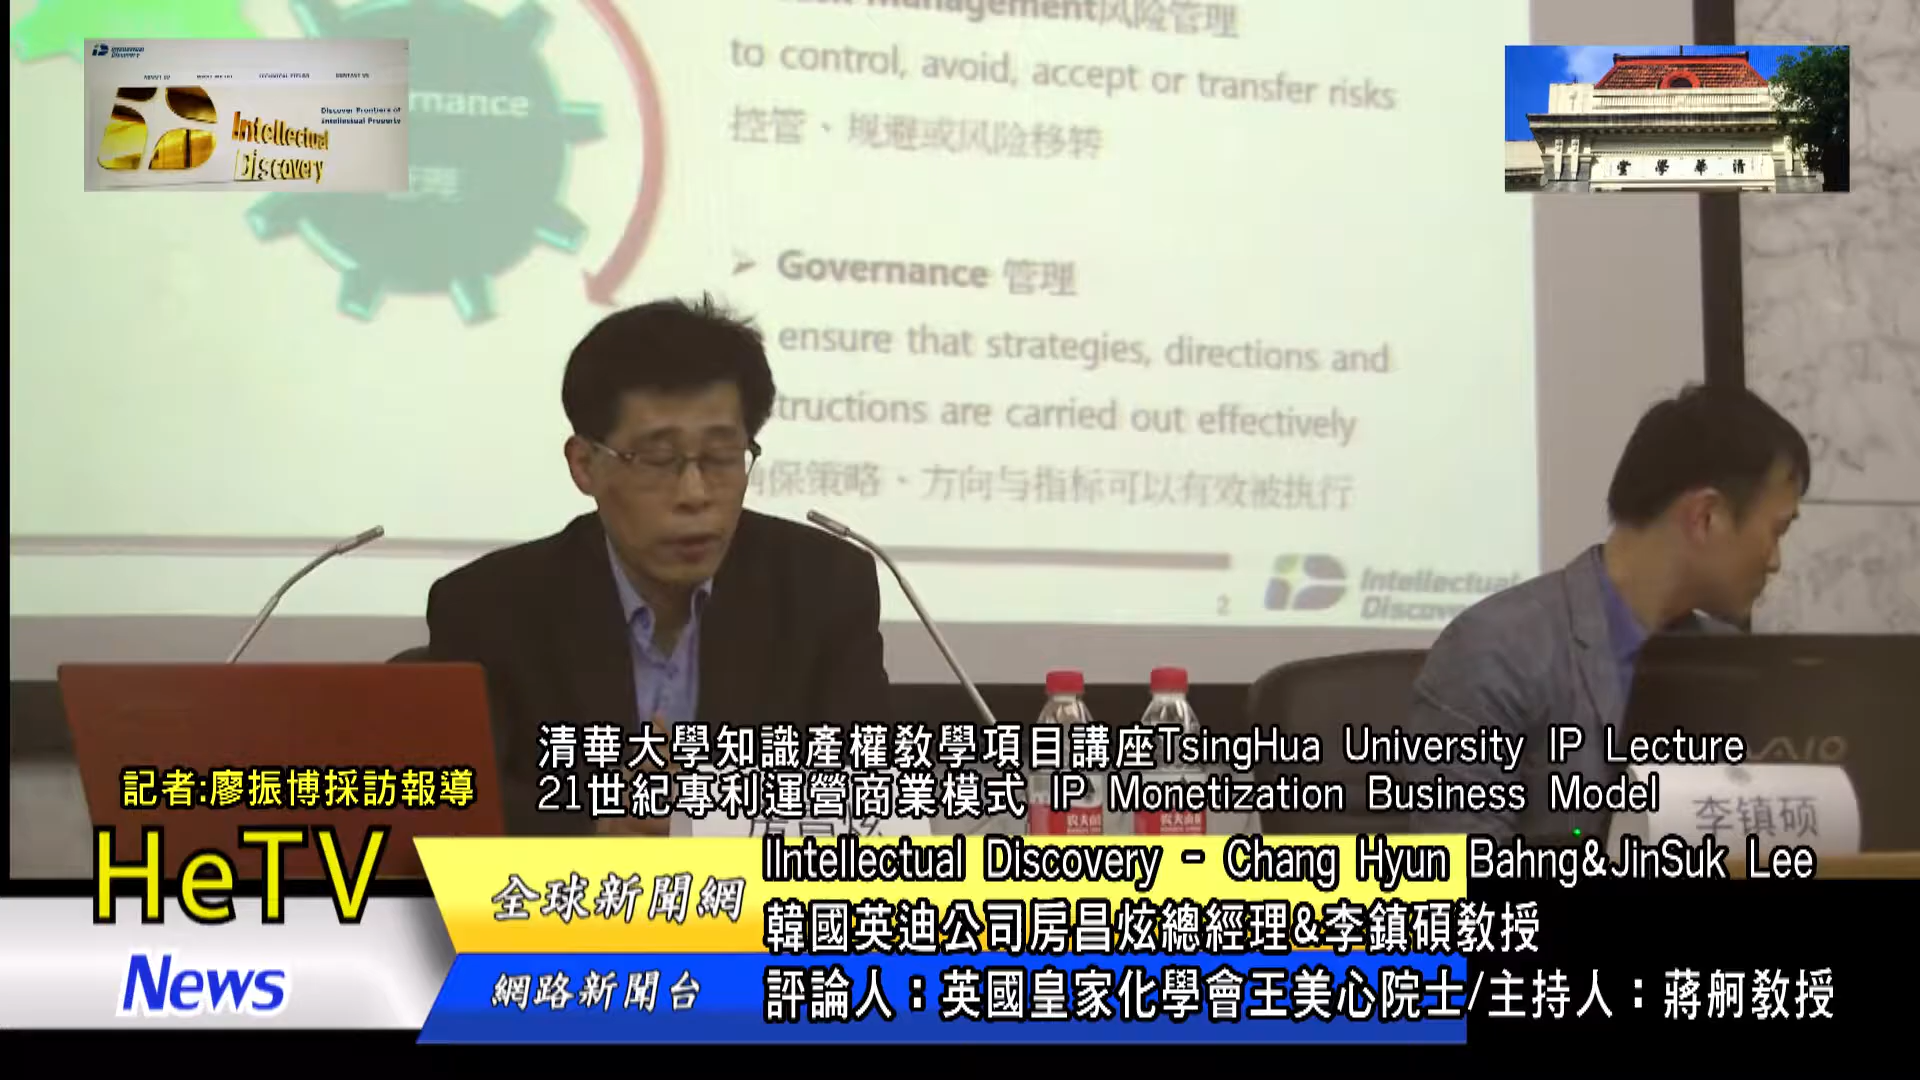 Management风险管理
to control, avoid, accept or transfer risks
控管、规避或风险移转
Governance 管理
ensure that strategies, directions and
tructions are carried out effectively
保策略、方向与指标可以有效被执行
2
Intellectual
Discovery
Intellectual
Discovery
Discover Frontiers of
Intellectual Property
清華學堂
李镇硕
清華大學知識產權教學項目講座TsingHua University IP Lecture
21世紀專利運營商業模式 IP Monetization Business Model
記者:廖振博採訪報導
HeTV
News
全球新聞網
網路新聞台
IIntellectual Discovery - Chang Hyun Bahng&JinSuk Lee
韓國英迪公司房昌炫總經理&李鎮碩教授
評論人：英國皇家化學會王美心院士/主持人：蔣舸教授